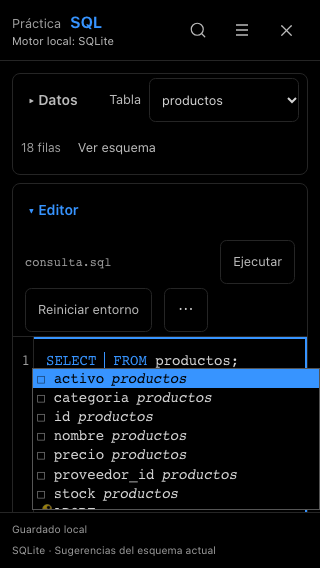 Práctica SQL
Motor local: SQLite
▸ Datos Tabla productos
18 filas Ver esquema
▾ Editor
consulta.sql Ejecutar
Reiniciar entorno ...
1 SELECT FROM productos;
activo productos
categoria productos
id productos
nombre productos
precio productos
proveedor_id productos
stock productos
Guardado local
SQLite · Sugerencias del esquema actual